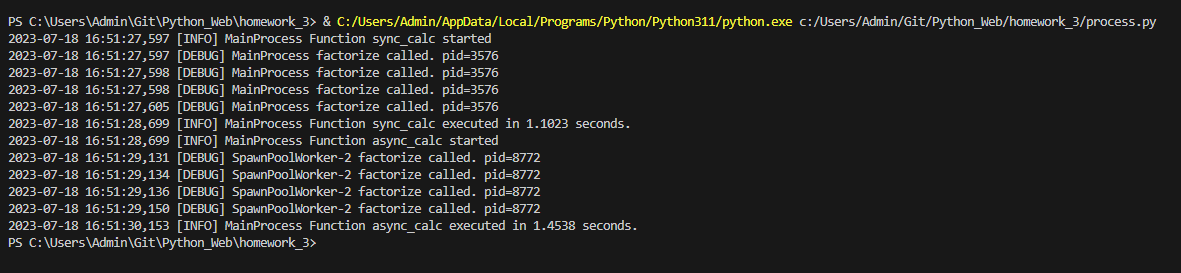 PS C:\Users\Admin\Git\Python_Web\homework_3> & C:/Users/Admin/AppData/Local/Programs/Python/Python311/python.exe c:/Users/Admin/Git/Python_Web/homework_3/process.py
2023-07-18 16:51:27,597 [INFO] MainProcess Function sync_calc started
2023-07-18 16:51:27,597 [DEBUG] MainProcess factorize called. pid=3576
2023-07-18 16:51:27,598 [DEBUG] MainProcess factorize called. pid=3576
2023-07-18 16:51:27,598 [DEBUG] MainProcess factorize called. pid=3576
2023-07-18 16:51:27,605 [DEBUG] MainProcess factorize called. pid=3576
2023-07-18 16:51:28,699 [INFO] MainProcess Function sync_calc executed in 1.1023 seconds.
2023-07-18 16:51:28,699 [INFO] MainProcess Function async_calc started
2023-07-18 16:51:29,131 [DEBUG] SpawnPoolWorker-2 factorize called. pid=8772
2023-07-18 16:51:29,134 [DEBUG] SpawnPoolWorker-2 factorize called. pid=8772
2023-07-18 16:51:29,136 [DEBUG] SpawnPoolWorker-2 factorize called. pid=8772
2023-07-18 16:51:29,150 [DEBUG] SpawnPoolWorker-2 factorize called. pid=8772
2023-07-18 16:51:30,153 [INFO] MainProcess Function async_calc executed in 1.4538 seconds.
PS C:\Users\Admin\Git\Python_Web\homework_3>